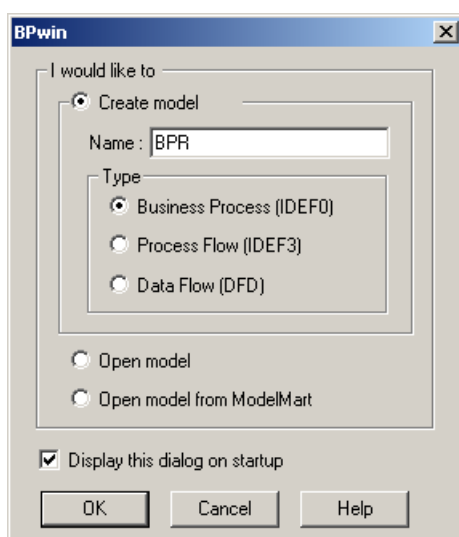 BPwin
I would like to
Create model
Name : BPR
Type
Business Process (IDEF0)
Process Flow (IDEF3)
Data Flow (DFD)
Open model
Open model from ModelMart
Display this dialog on startup
OK Cancel Help